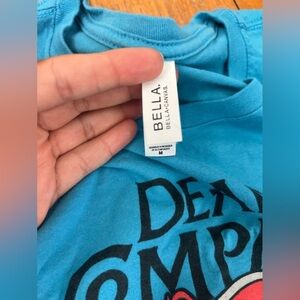 BELLA.
BELLA+CANVAS.
M
DEA
COMP